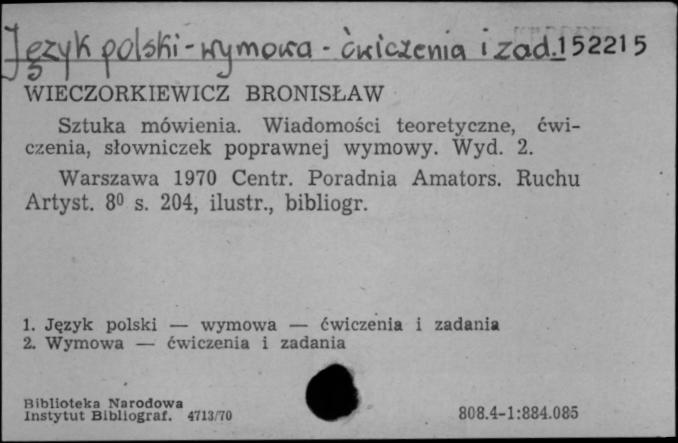 Język polski - wymowa - ćwiczenia i zad. 152215
WIECZORKIEWICZ BRONISŁAW
Sztuka mówienia. Wiadomości teoretyczne, ćwi-
czenia, słowniczek poprawnej wymowy. Wyd. 2.
Warszawa 1970 Centr. Poradnia Amators. Ruchu
Artyst. 8⁰ s. 204, ilustr., bibliogr.
1. Język polski — wymowa — ćwiczenia i zadania
2. Wymowa — ćwiczenia i zadania
Biblioteka Narodowa
Instytut Bibliograf. 4713/70 808.4-1:884.085